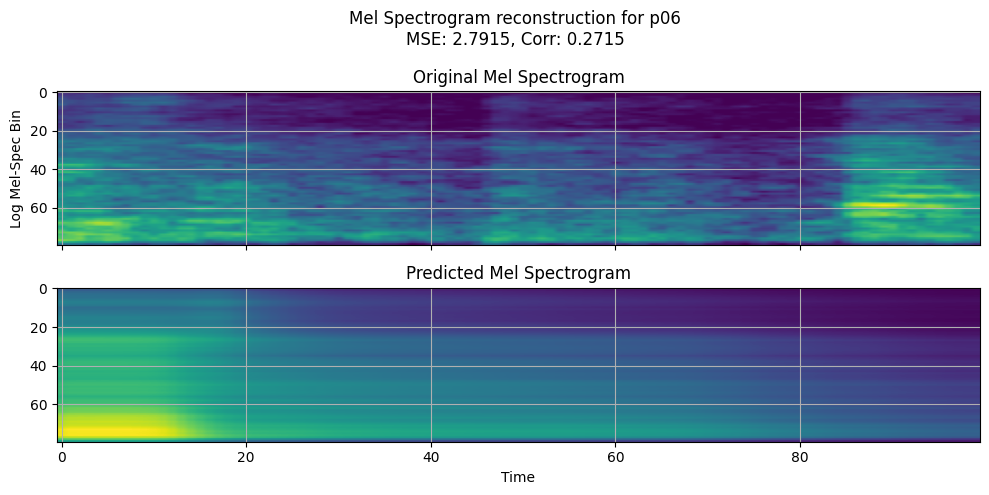 Mel Spectrogram reconstruction for p06
MSE: 2.7915, Corr: 0.2715
Original Mel Spectrogram
0
20
40
60
Log Mel-Spec Bin
Predicted Mel Spectrogram
0
20
40
60
0 20 40 60 80
Time